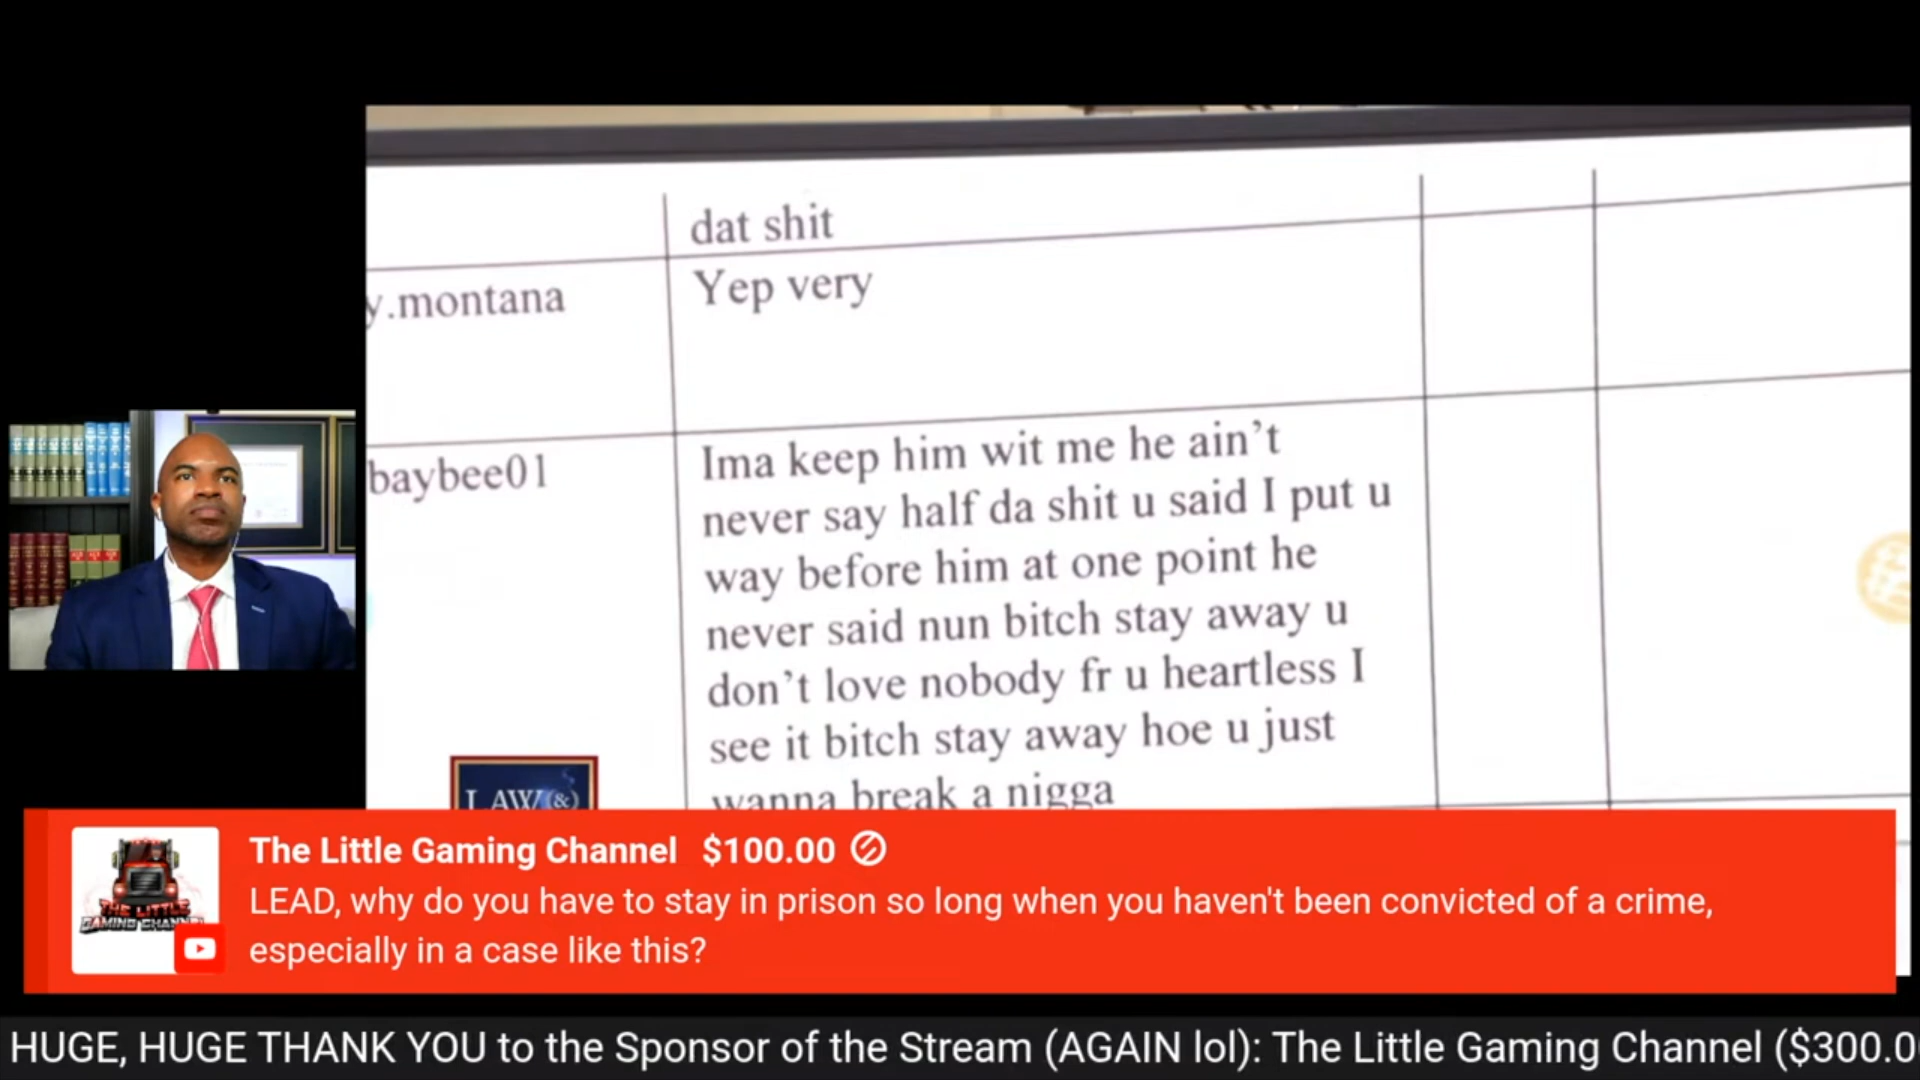 dat shit
y.montana
Yep very
baybee01
Ima keep him wit me he ain't
never say half da shit u said I put u
way before him at one point he
never said nun bitch stay away u
don't love nobody fr u heartless I
see it bitch stay away hoe u just
wanna break a nigga
LAW (&)
The Little Gaming Channel $100.00
LEAD, why do you have to stay in prison so long when you haven't been convicted of a crime,
especially in a case like this?
THE LITTLE
GAMING CHANNEL
HUGE, HUGE THANK YOU to the Sponsor of the Stream (AGAIN lol): The Little Gaming Channel ($300.0